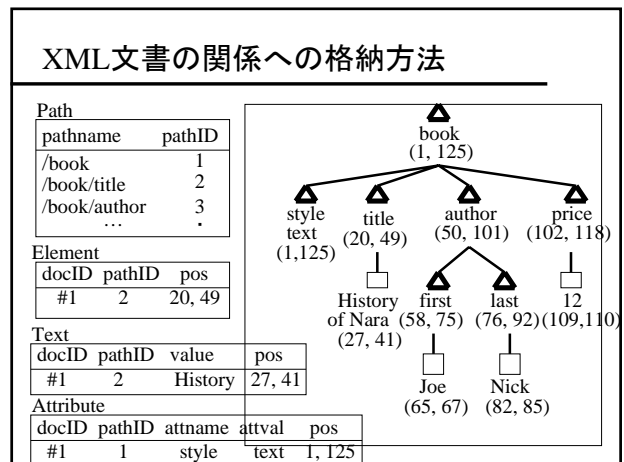 XML文書の関係への格納方法
Path
pathname pathID
/book 1
/book/title 2
/book/author 3
… .
Element
docID pathID pos
#1 2 20, 49
Text
docID pathID value pos
#1 2 History 27, 41
Attribute
docID pathID attname attval pos
#1 1 style text 1, 125
book
(1, 125)
style
text
(1,125)
title
(20, 49)
author
(50, 101)
price
(102, 118)
History
of Nara
(27, 41)
first
(58, 75)
last
(76, 92)
12
(109,110)
Joe
(65, 67)
Nick
(82, 85)